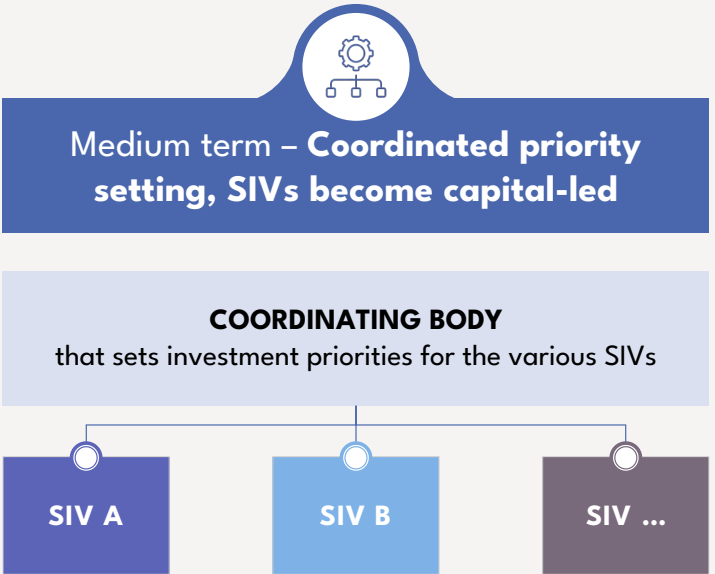 Medium term – Coordinated priority
setting, SIVs become capital-led
COORDINATING BODY
that sets investment priorities for the various SIVs
SIV A
SIV B
SIV ...